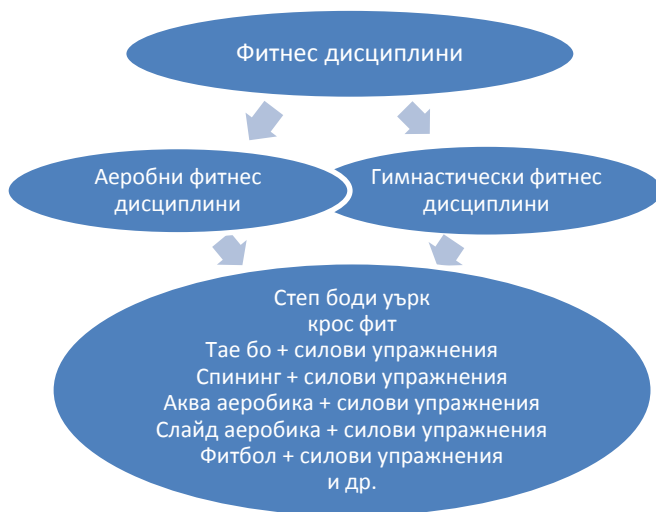 Фитнес дисциплини
Аеробни фитнес
дисциплини
Гимнастически фитнес
дисциплини
Степ боди уърк
крос фит
Тае бо + силови упражнения
Спининг + силови упражнения
Аква аеробика + силови упражнения
Слайд аеробика + силови упражнения
Фитбол + силови упражнения
и др.